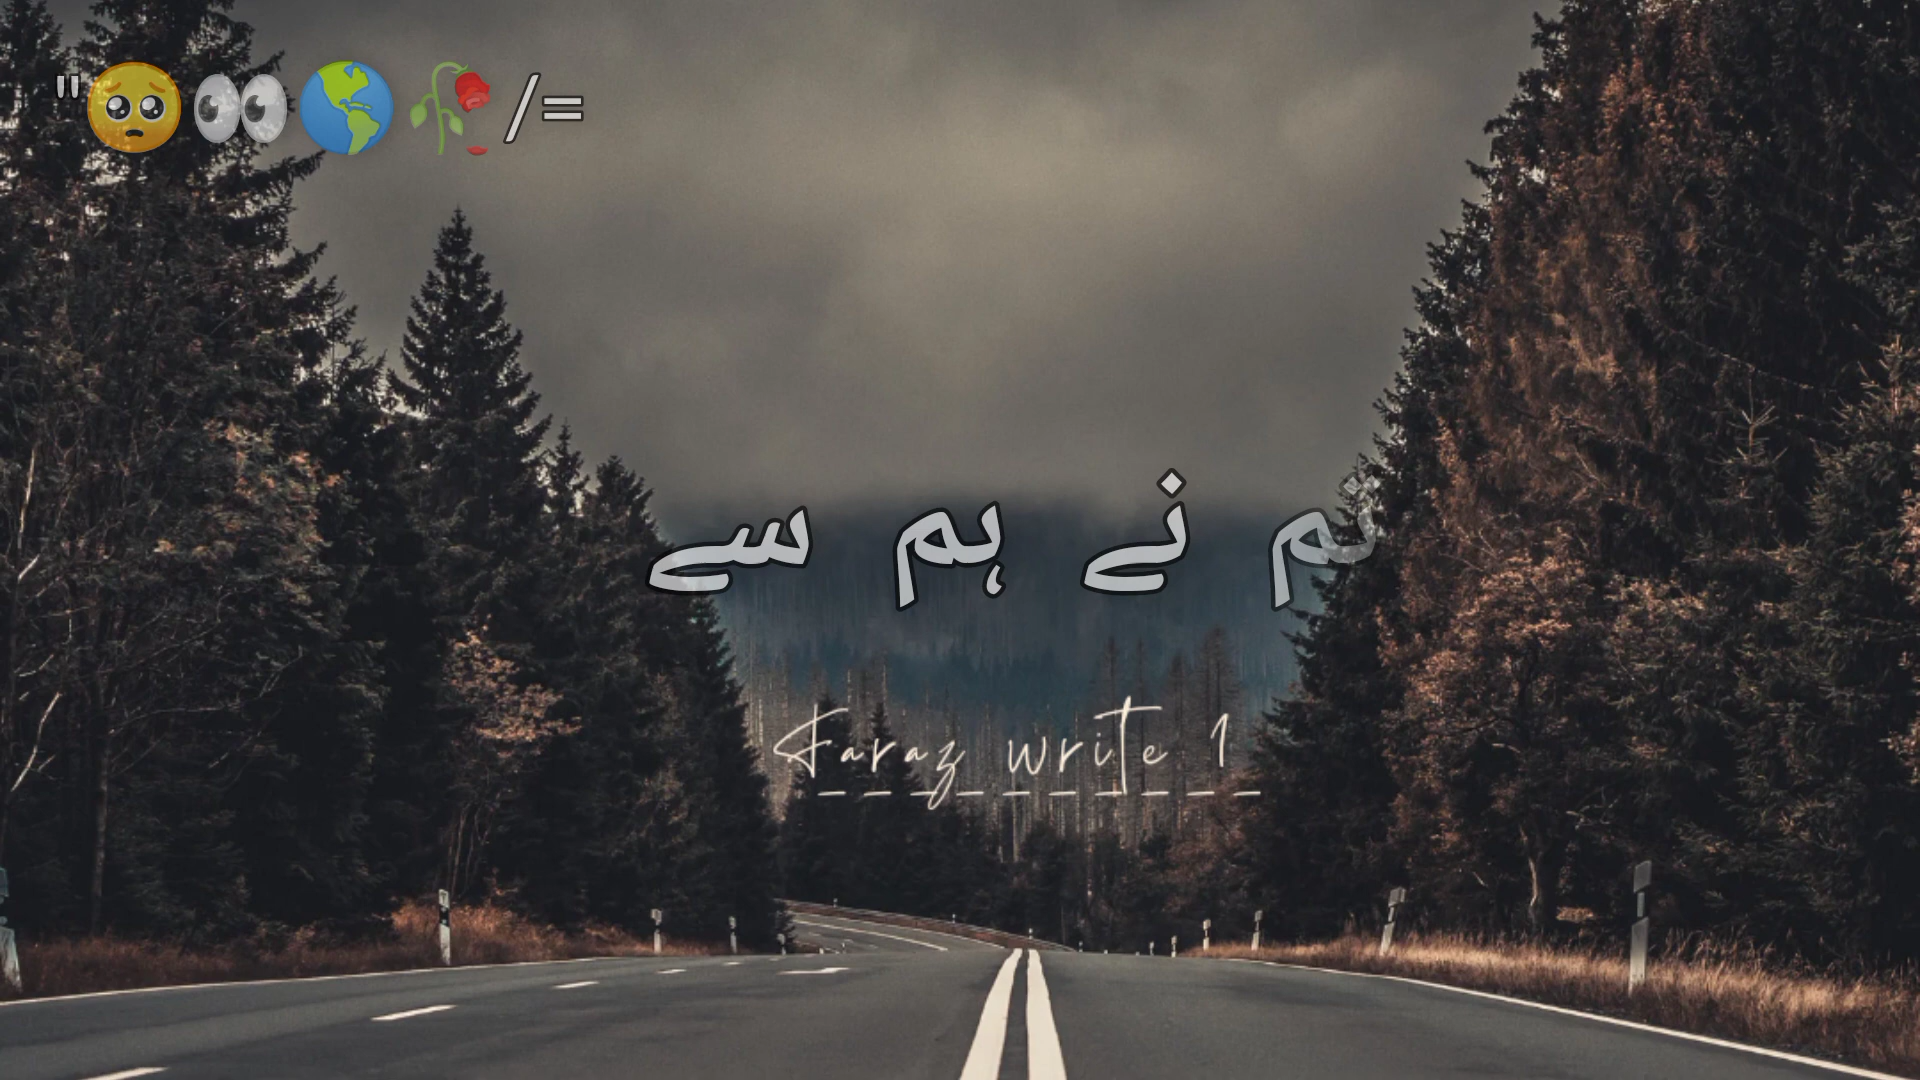 "🥺👀🌎🥀/=
تم نے ہم سے
Faraz write 1
_ _ _ _ _ _ _ _ _ _